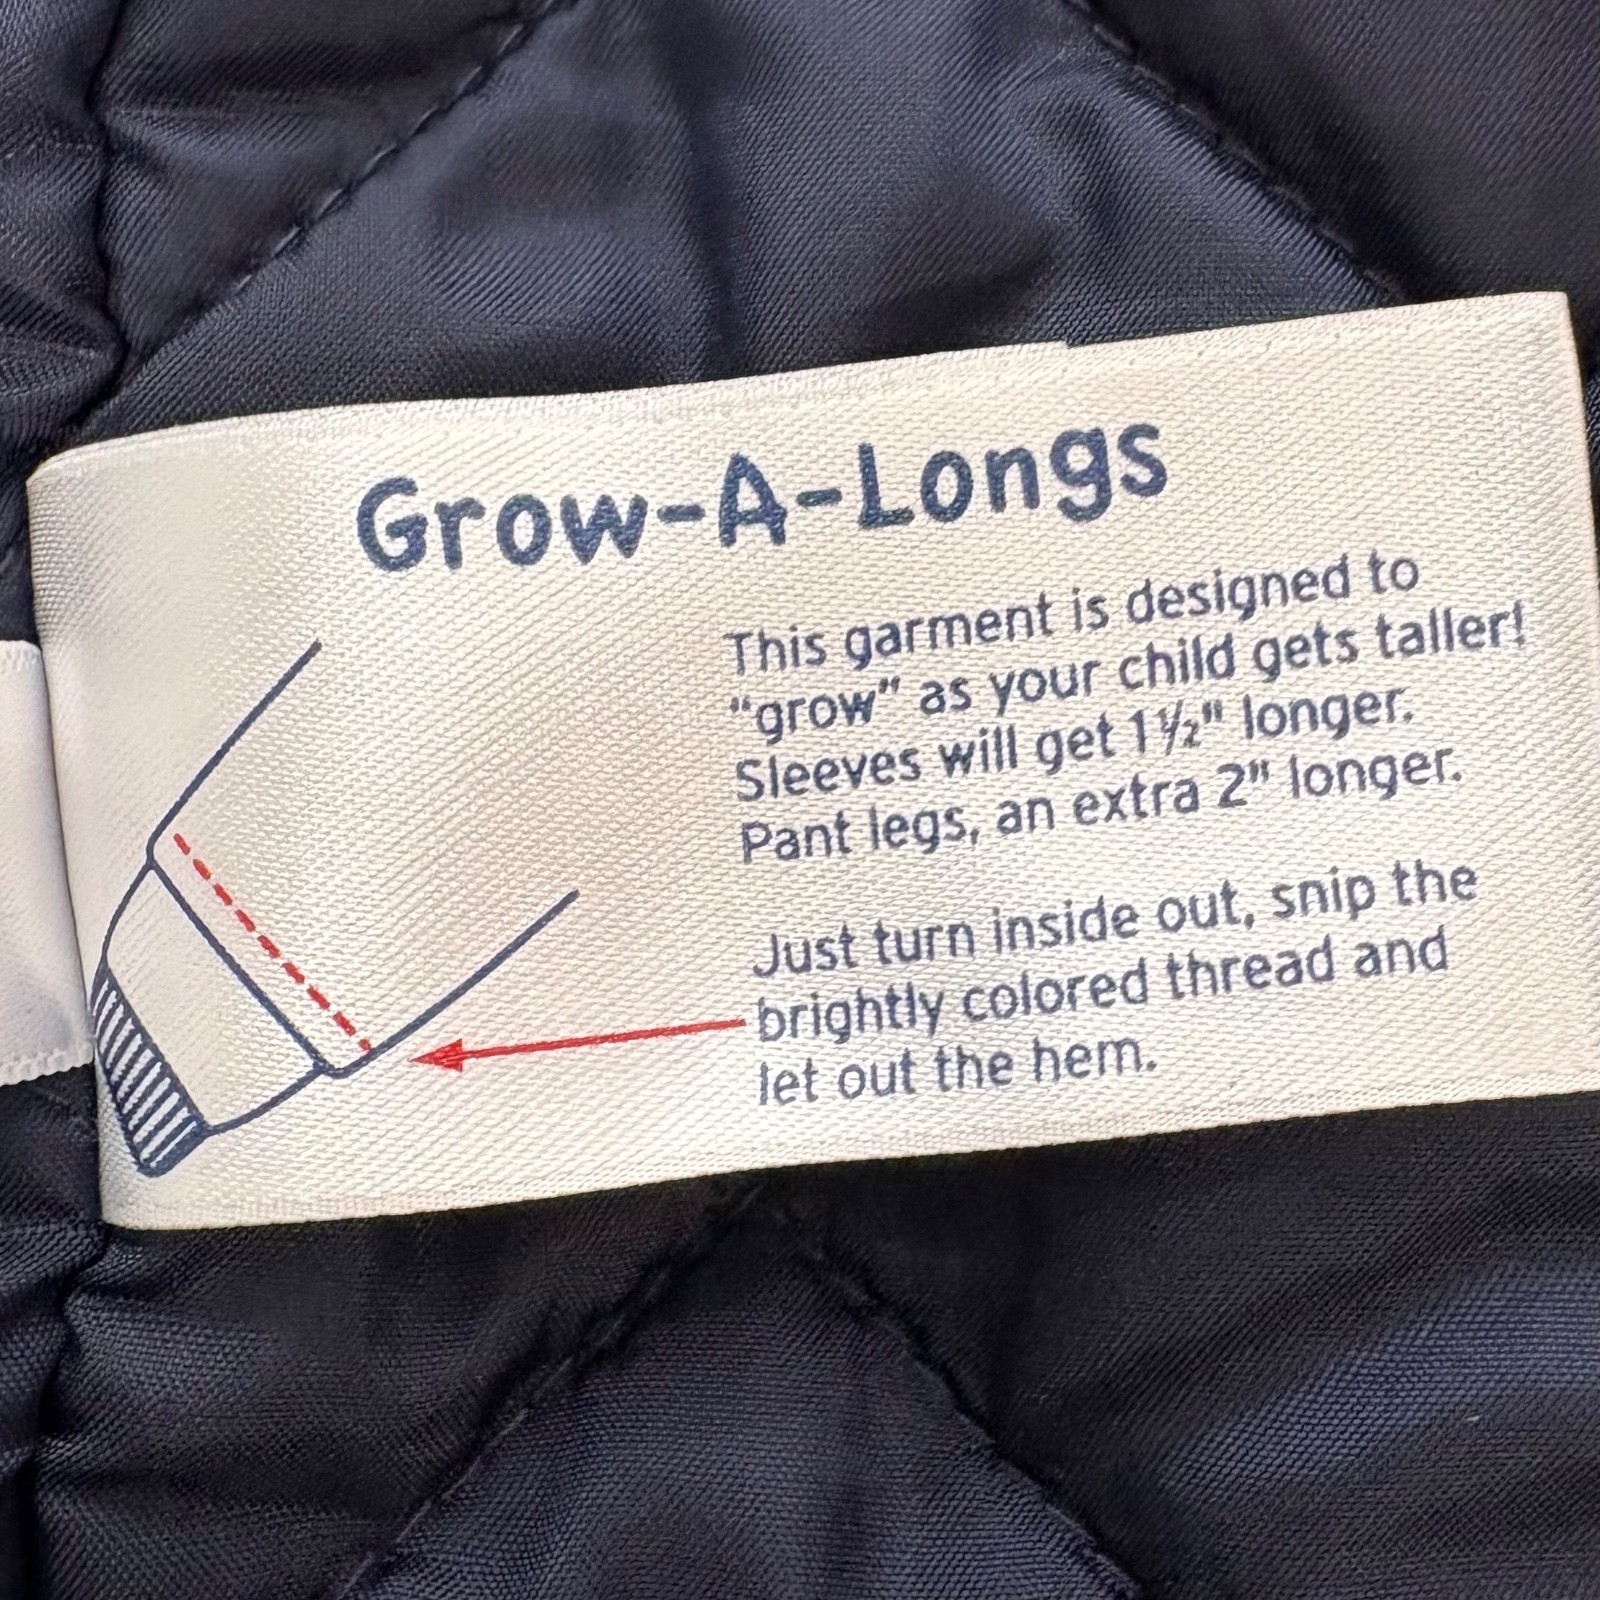 Grow-A-Longs
This garment is designed to
"grow" as your child gets taller!
Sleeves will get 1½" longer.
Pant legs, an extra 2" longer.
Just turn inside out, snip the
brightly colored thread and
let out the hem.